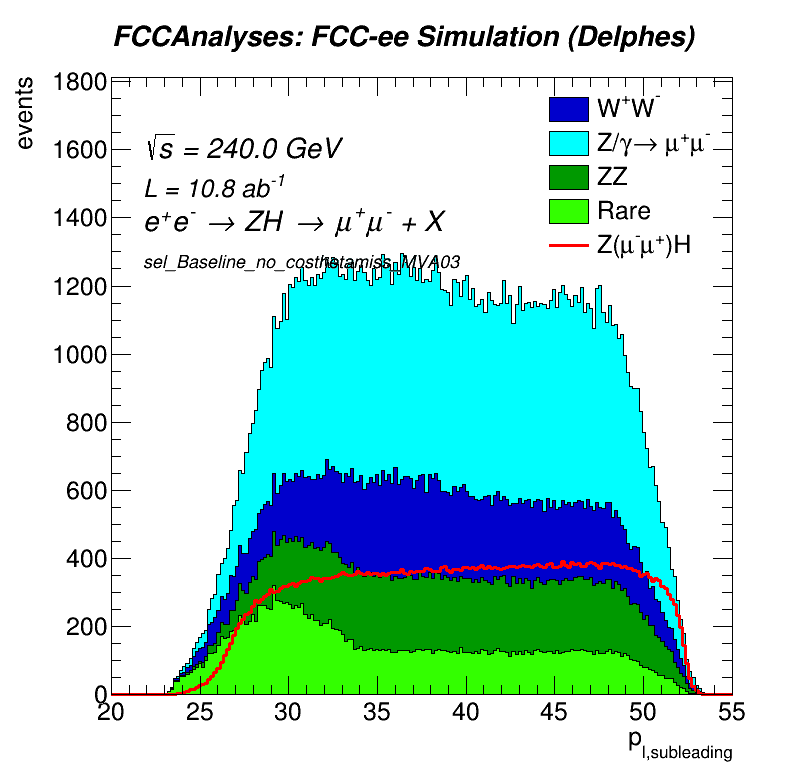 FCCAnalyses: FCC-ee Simulation (Delphes)
events
1800
1600
1400
1200
1000
800
600
400
200
0
√s = 240.0 GeV
L = 10.8 ab⁻¹
e⁺e⁻ → ZH → μ⁺μ⁻ + X
sel_Baseline_no_costhetamiss_MVA03
W⁺W⁻
Z/γ→ μ⁺μ⁻
ZZ
Rare
Z(μ⁻μ⁺)H
20 25 30 35 40 45 50 55
p_l,subleading